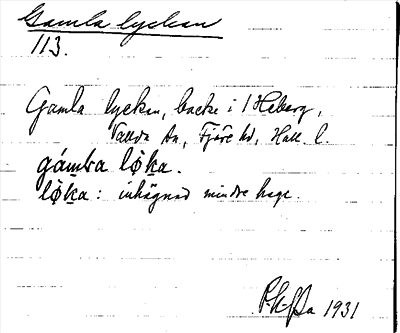 Gamla lyckan
113.
Gamla lyckan, backe i 1 Heberg,
Vallda sn, Fjäre hd, Hall. l.
gámba lø̀ka.
lø̀ka: inhägnad mindre hage.
1931